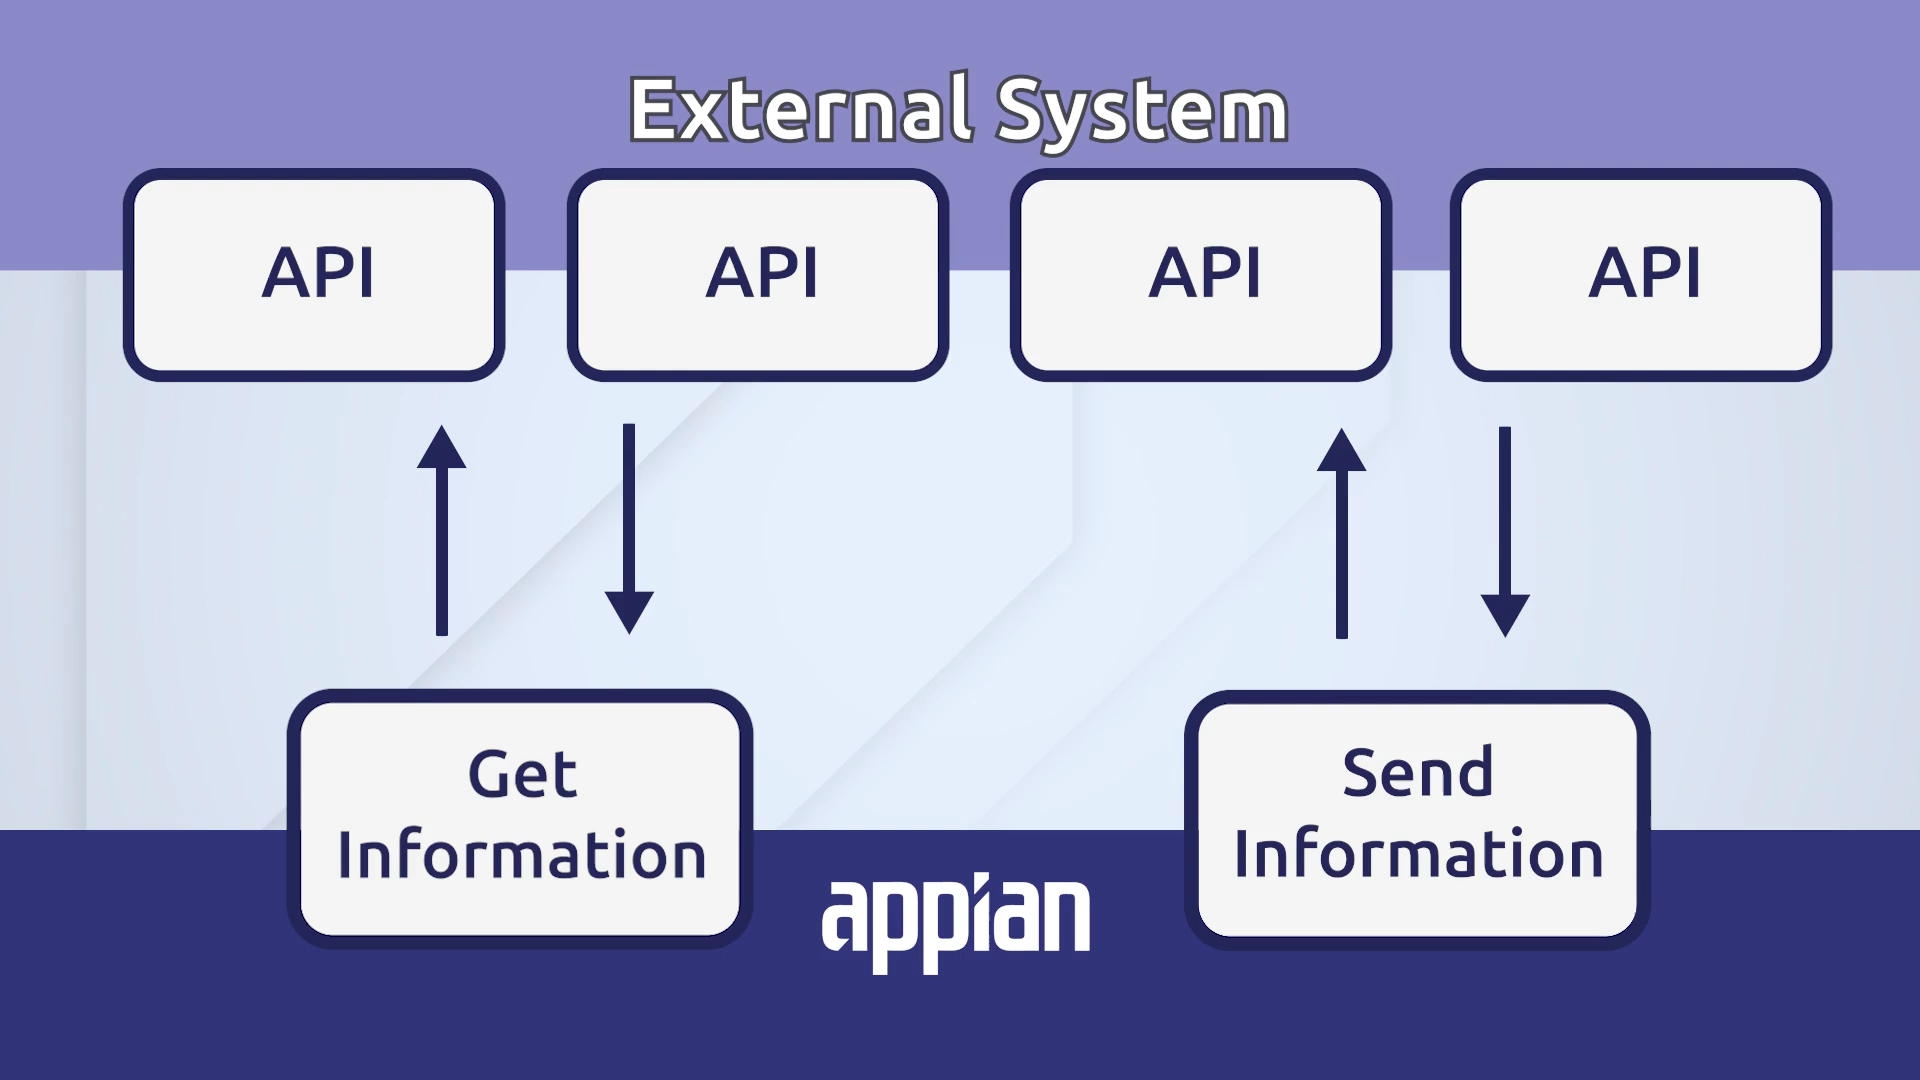 External System
API
API
API
API
Get
Information
Send
Information
appian